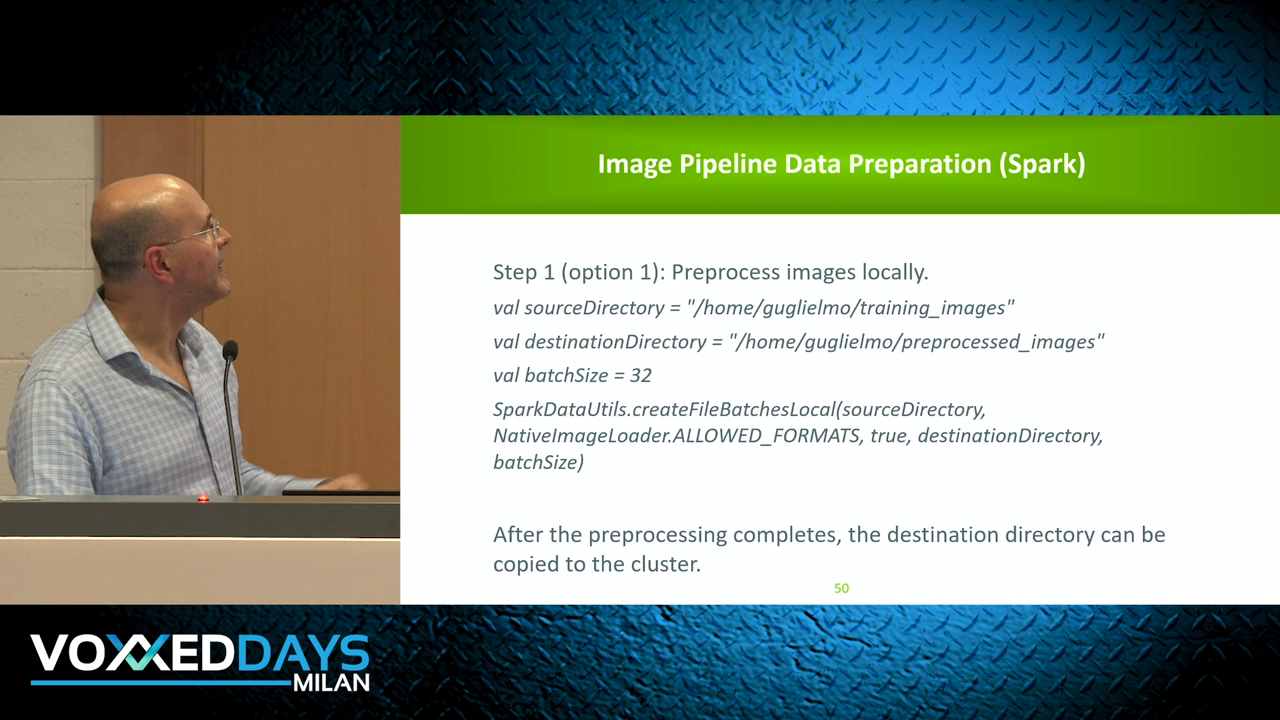 Image Pipeline Data Preparation (Spark)
Step 1 (option 1): Preprocess images locally.
val sourceDirectory = "/home/guglielmo/training_images"
val destinationDirectory = "/home/guglielmo/preprocessed_images"
val batchSize = 32
SparkDataUtils.createFileBatchesLocal(sourceDirectory,
NativeImageLoader.ALLOWED_FORMATS, true, destinationDirectory,
batchSize)
After the preprocessing completes, the destination directory can be
copied to the cluster.
50
VOXXEDDAYS
MILAN